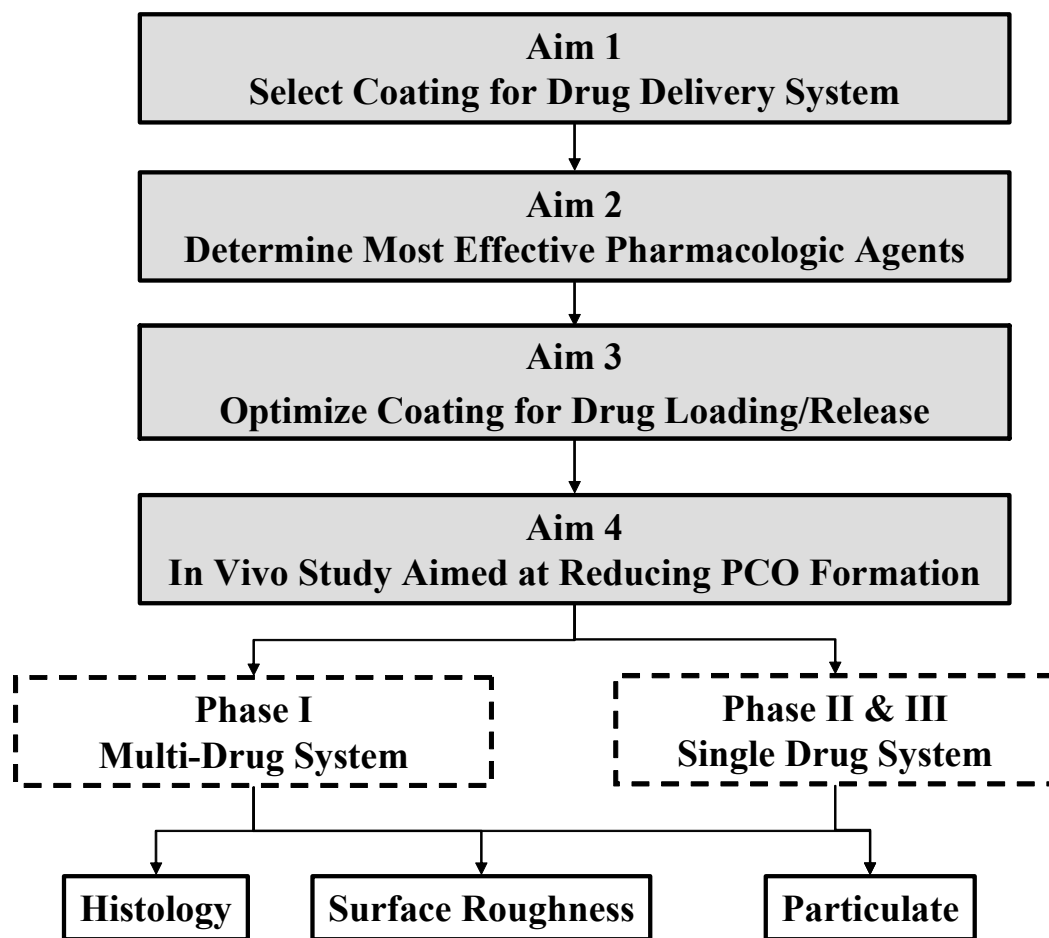 Aim 1
Select Coating for Drug Delivery System
Aim 2
Determine Most Effective Pharmacologic Agents
Aim 3
Optimize Coating for Drug Loading/Release
Aim 4
In Vivo Study Aimed at Reducing PCO Formation
Phase I
Multi-Drug System
Phase II & III
Single Drug System
Histology
Surface Roughness
Particulate